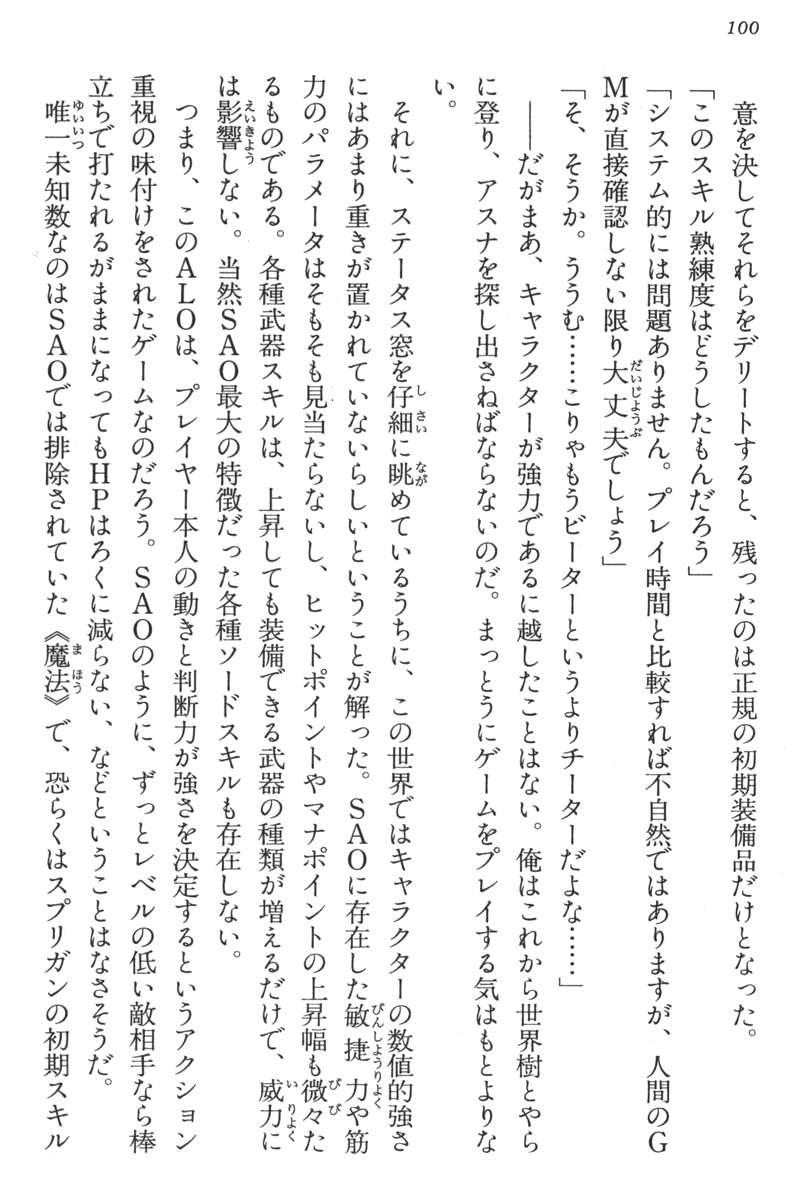 100
意を決してそれらをデリートすると、残ったのは正規の初期装備品だけとなった。
「このスキル熟練度はどうしたもんだろう」
「システム的には問題ありません。プレイ時間と比較すれば不自然ではありますが、人間のG
Mが直接確認しない限り大丈夫でしょう」
「そ、そうか。ううむ……こりゃもうビーターというよりチーターだよな……」
――だがまあ、キャラクターが強力であるに越したことはない。俺はこれから世界樹とやら
に登り、アスナを探し出さねばならないのだ。まっとうにゲームをプレイする気はもとよりな
い。
それに、ステータス窓を仔細に眺めているうちに、この世界ではキャラクターの数値的強さ
にはあまり重きが置かれていないらしいということが解った。SAOに存在した敏捷力や筋
力のパラメータはそもそも見当たらないし、ヒットポイントやマナポイントの上昇幅も微々た
るものである。各種武器スキルは、上昇しても装備できる武器の種類が増えるだけで、威力に
は影響しない。当然SAO最大の特徴だった各種ソードスキルも存在しない。
つまり、このALOは、プレイヤー本人の動きと判断力が強さを決定するというアクション
重視の味付けをされたゲームなのだろう。SAOのように、ずっとレベルの低い敵相手なら棒
立ちで打たれるがままになってもHPはろくに減らない、などということはなさそうだ。
唯一未知数なのはSAOでは排除されていた《魔法》で、恐らくはスプリガンの初期スキル